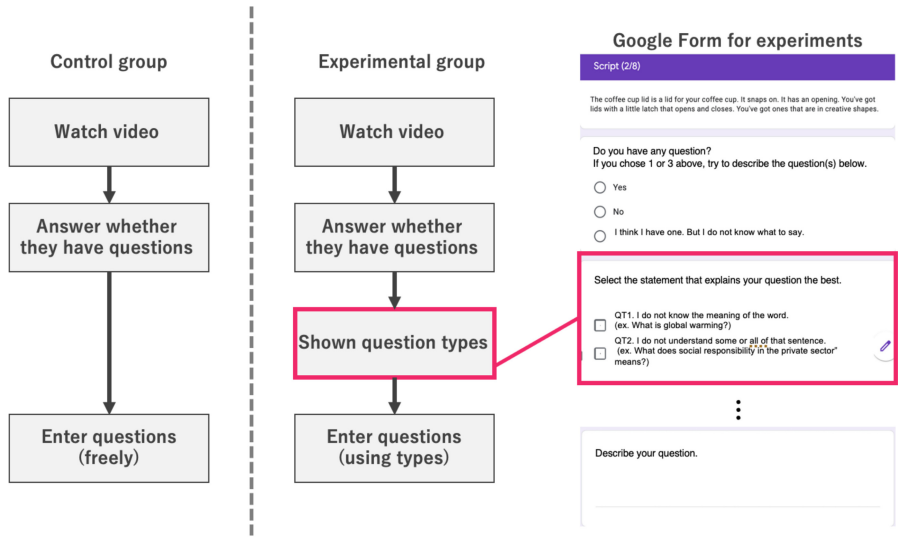 Control group
Watch video
Answer whether
they have questions
Enter questions
(freely)
Experimental group
Watch video
Answer whether
they have questions
Shown question types
Enter questions
(using types)
Google Form for experiments
Script (2/8)
The coffee cup lid is a lid for your coffee cup. It snaps on. It has an opening. You've got
lids with a little latch that opens and closes. You've got ones that are in creative shapes.
Do you have any question?
If you chose 1 or 3 above, try to describe the question(s) below.
Yes
No
I think I have one. But I do not know what to say.
Select the statement that explains your question the best.
QT1. I do not know the meaning of the word.
(ex. What is global warming?)
QT2. I do not understand some or all of that sentence.
(ex. What does social responsibility in the private sector"
means?)
Describe your question.